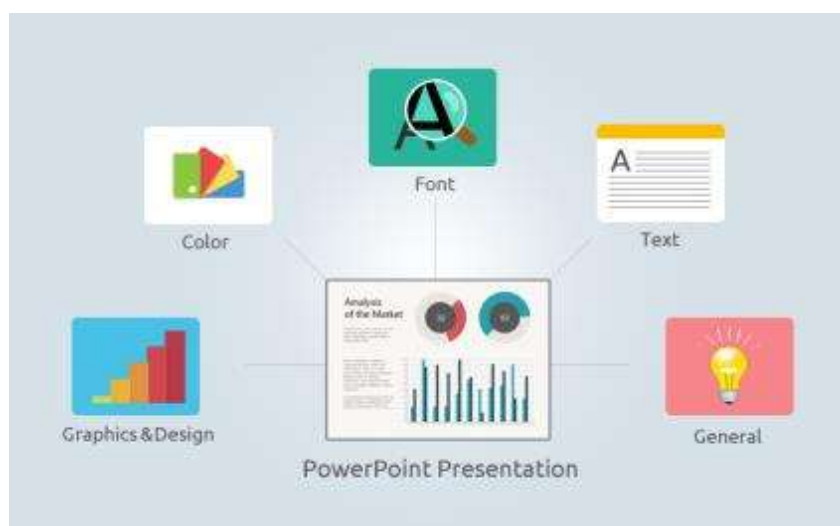 Font
Color
Text
A
Analysis
of the Market
Graphics &Design
General
PowerPoint Presentation